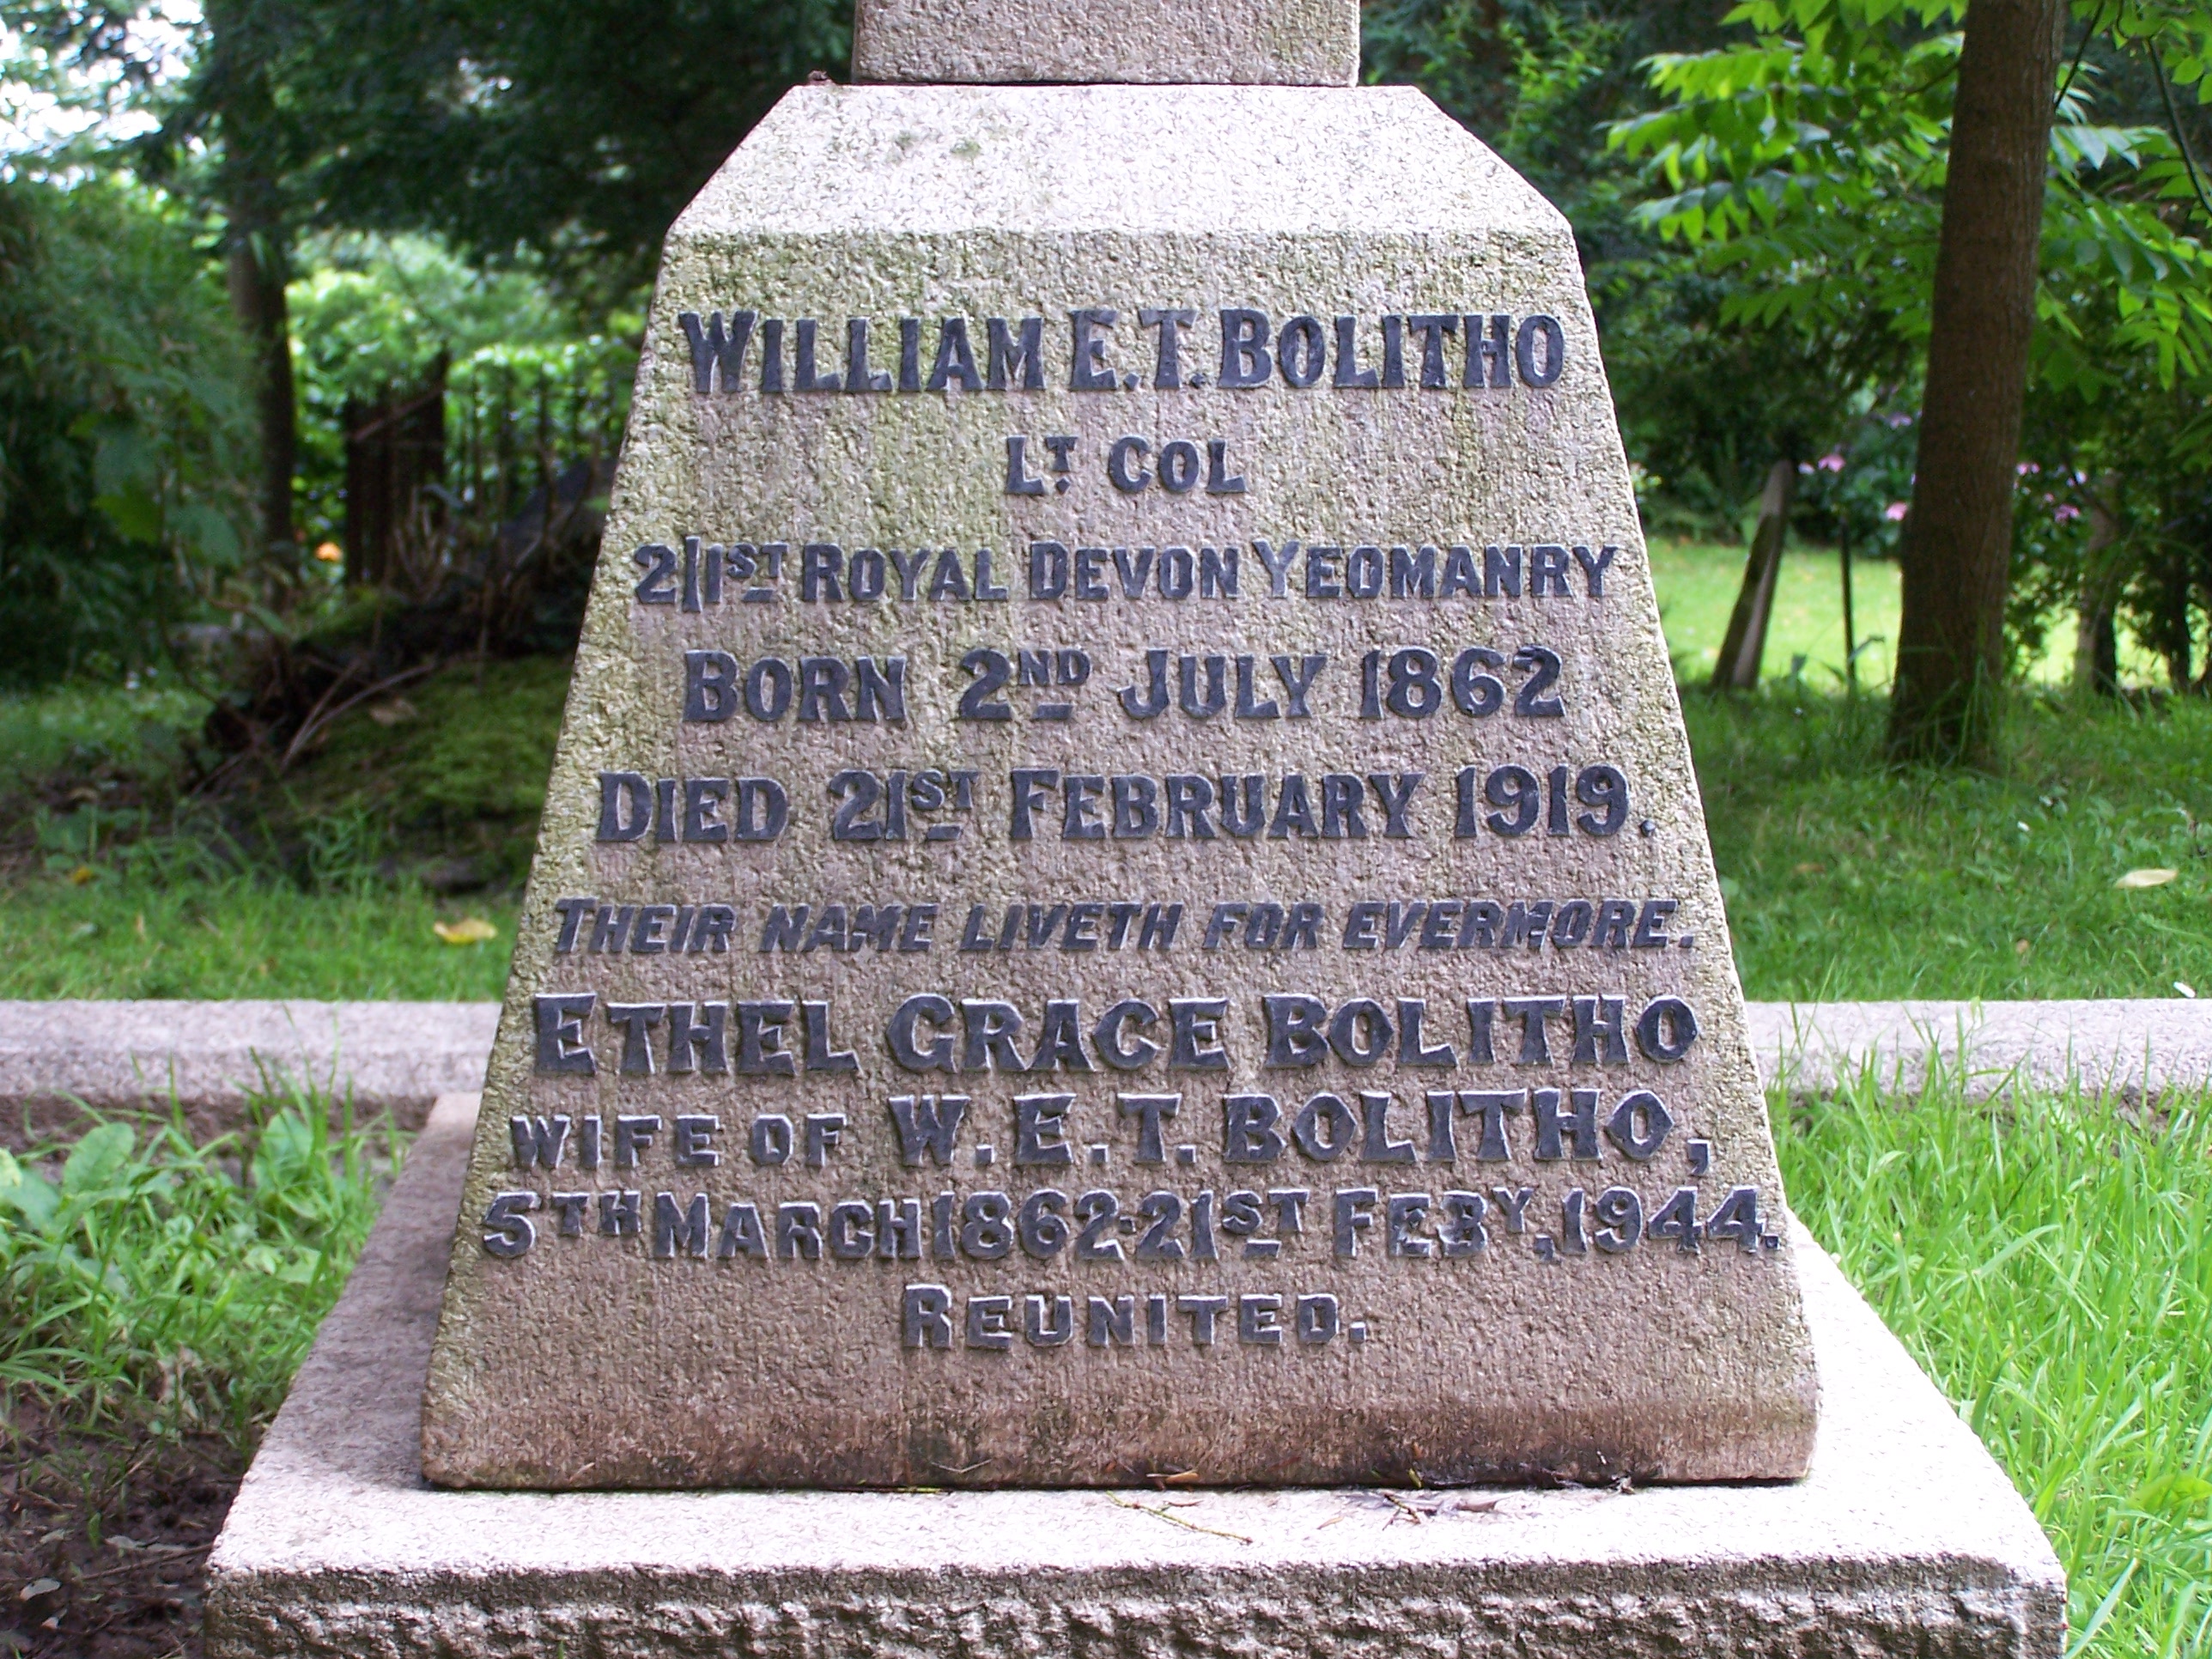 WILLIAM E.T. BOLITHO
LT. COL
2/1ST ROYAL DEVON YEOMANRY
BORN 2ND JULY 1862
DIED 21ST FEBRUARY 1919.
THEIR NAME LIVETH FOR EVERMORE.
ETHEL GRACE BOLITHO
WIFE OF W.E.T. BOLITHO,
5TH MARCH 1862-21ST FEBY, 1944.
REUNITED.